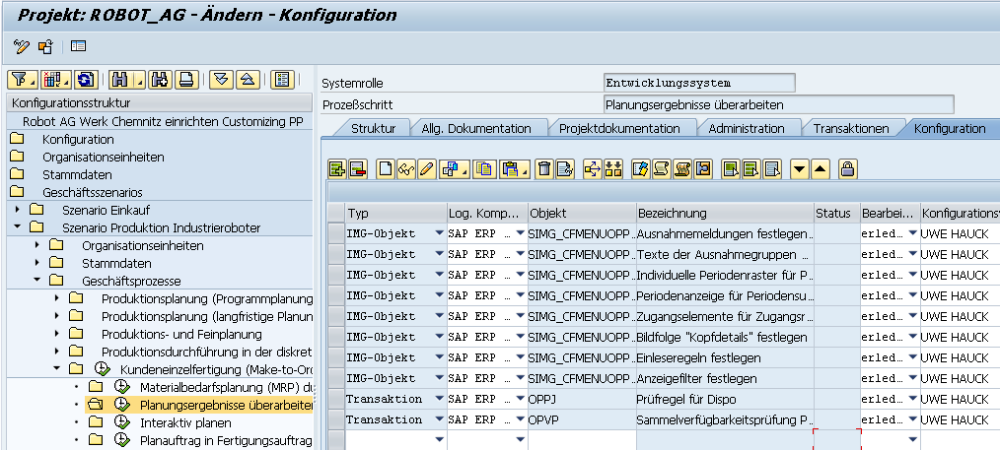 Projekt: ROBOT_AG - Ändern - Konfiguration
Konfigurationsstruktur
Robot AG Werk Chemnitz einrichten Customizing PP
Konfiguration
Organisationseinheiten
Stammdaten
Geschäftsszenarios
Szenario Einkauf
Szenario Produktion Industrieroboter
Organisationseinheiten
Stammdaten
Geschäftsprozesse
Produktionsplanung (Programmplanung
Produktionsplanung (langfristige Planun
Produktions- und Feinplanung
Produktionsdurchführung in der diskret
Kundeneinzelfertigung (Make-to-Orc
Materialbedarfsplanung (MRP) du
Planungsergebnisse überarbeiter
Interaktiv planen
Planauftrag in Fertigungsauftrag
Systemrolle Entwicklungssystem
Prozeßschritt Planungsergebnisse überarbeiten
Struktur Allg. Dokumentation Projektdokumentation Administration Transaktionen Konfiguration
Typ Log. Komp... Objekt Bezeichnung Status Bearbei... Konfigurationsv
IMG-Objekt SAP ERP ... SIMG_CFMENUOPP... Ausnahmemeldungen festlegen... erled... UWE HAUCK
IMG-Objekt SAP ERP ... SIMG_CFMENUOPP... Texte der Ausnahmegruppen ... erled... UWE HAUCK
IMG-Objekt SAP ERP ... SIMG_CFMENUOPP... Individuelle Periodenraster für P... erled... UWE HAUCK
IMG-Objekt SAP ERP ... SIMG_CFMENUOPP... Periodenanzeige für Periodensu... erled... UWE HAUCK
IMG-Objekt SAP ERP ... SIMG_CFMENUOPP... Zugangselemente für Zugangsr... erled... UWE HAUCK
IMG-Objekt SAP ERP ... SIMG_CFMENUOPP... Bildfolge "Kopfdetails" festlegen erled... UWE HAUCK
IMG-Objekt SAP ERP ... SIMG_CFMENUOPP... Einleseregeln festlegen erled... UWE HAUCK
IMG-Objekt SAP ERP ... SIMG_CFMENUOPP... Anzeigefilter festlegen erled... UWE HAUCK
Transaktion SAP ERP ... OPPJ Prüfregel für Dispo erled... UWE HAUCK
Transaktion SAP ERP ... OPVP Sammelverfügbarkeitsprüfung P... erled... UWE HAUCK